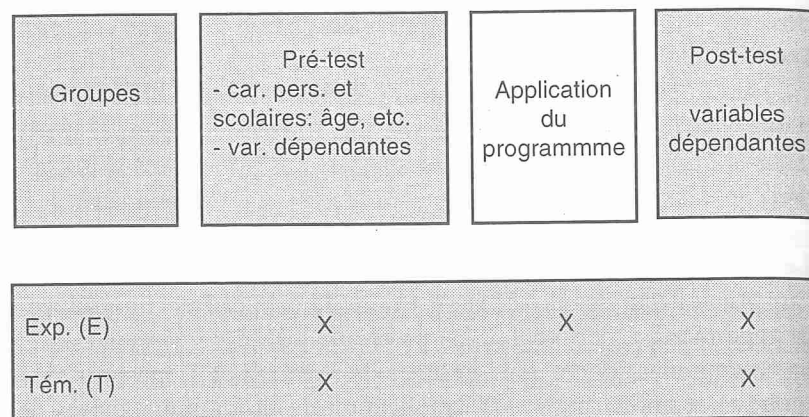 Groupes
Pré-test
- car. pers. et
scolaires: âge, etc.
- var. dépendantes
Application
du
programmme
Post-test
variables
dépendantes
Exp. (E) X X X
Tém. (T) X X